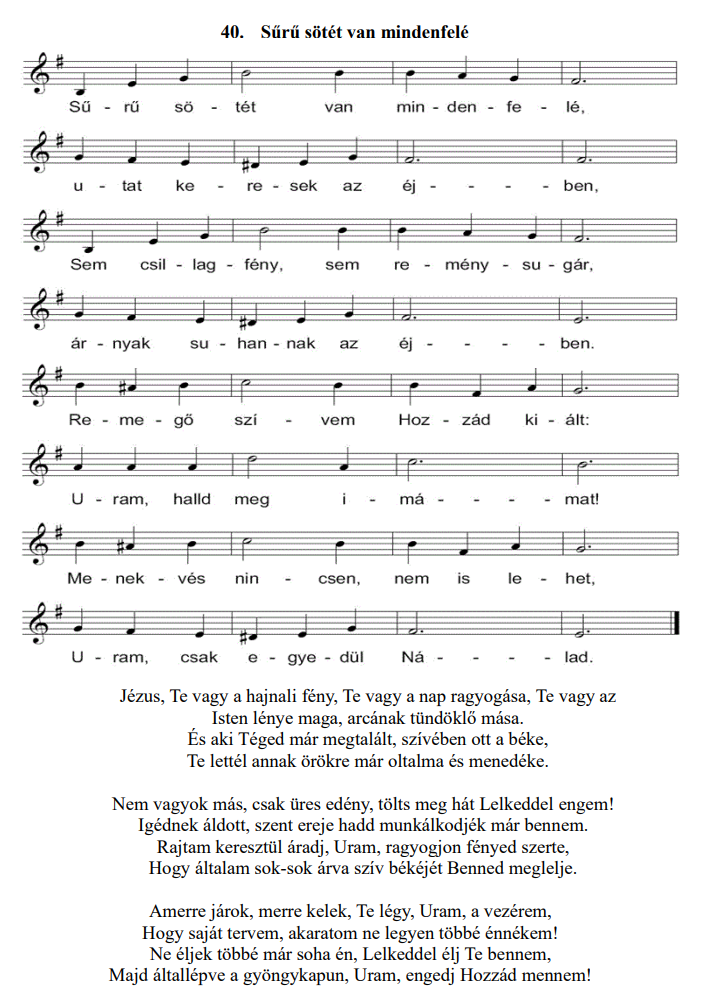 40. Sűrű sötét van mindenfelé
Sű - rű sö - tét van min - den - fe - lé,
u - tat ke - re - sek az éj - - - - ben,
Sem csil - lag - fény, sem re - mény - su - gár,
ár - nyak su - han - nak az éj - - - - ben.
Re - me - gő szí - vem Hoz - zád ki - ált:
U - ram, halld meg i - má - - - - mat!
Me - nek - vés nin - csen, nem is le - het,
U - ram, csak e - gye - dül Ná - - - - lad.
Jézus, Te vagy a hajnali fény, Te vagy a nap ragyogása, Te vagy az
Isten lénye maga, arcának tündöklő mása.
És aki Téged már megtalált, szívében ott a béke,
Te lettél annak örökre már oltalma és menedéke.
Nem vagyok más, csak üres edény, tölts meg hát Lelkeddel engem!
Igédnek áldott, szent ereje hadd munkálkodjék már bennem.
Rajtam keresztül áradj, Uram, ragyogjon fényed szerte,
Hogy általam sok-sok árva szív békéjét Benned meglelje.
Amerre járok, merre kelek, Te légy, Uram, a vezérem,
Hogy saját tervem, akaratom ne legyen többé énnékem!
Ne éljek többé már soha én, Lelkeddel élj Te bennem,
Majd általlépve a gyöngykapun, Uram, engedj Hozzád mennem!